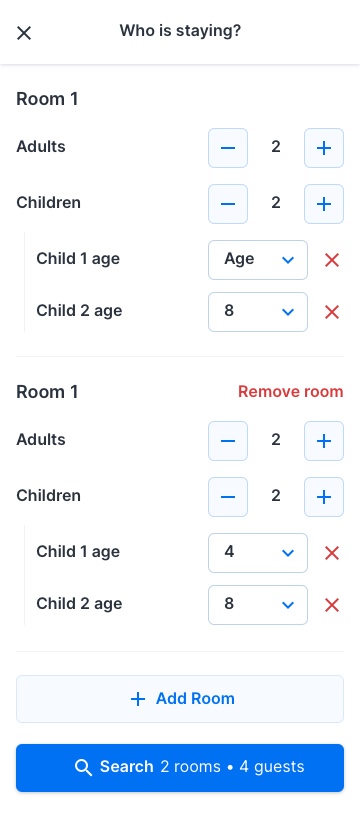 Who is staying?
Room 1
Adults 2
Children 2
Child 1 age Age
Child 2 age 8
Room 1 Remove room
Adults 2
Children 2
Child 1 age 4
Child 2 age 8
Add Room
Search 2 rooms • 4 guests